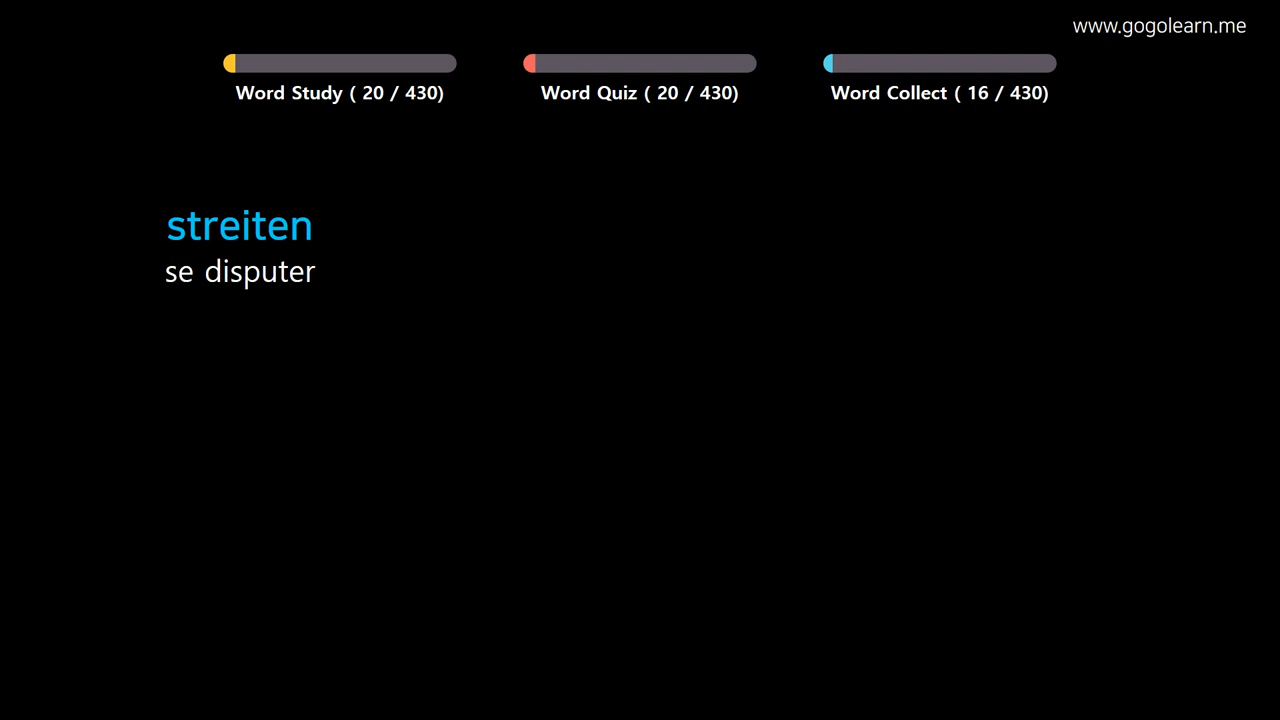 www.gogolearn.me
Word Study ( 20 / 430)
Word Quiz ( 20 / 430)
Word Collect ( 16 / 430)
streiten
se disputer